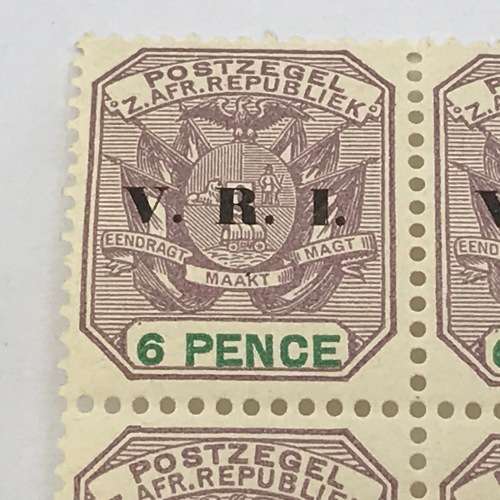 POSTZEGEL
Z. AFR. REPUBLIEK
V. R. I.
EENDRAGT MAAKT MAGT
6 PENCE
POSTZEGEL
Z. AFR. REPUBLIEK